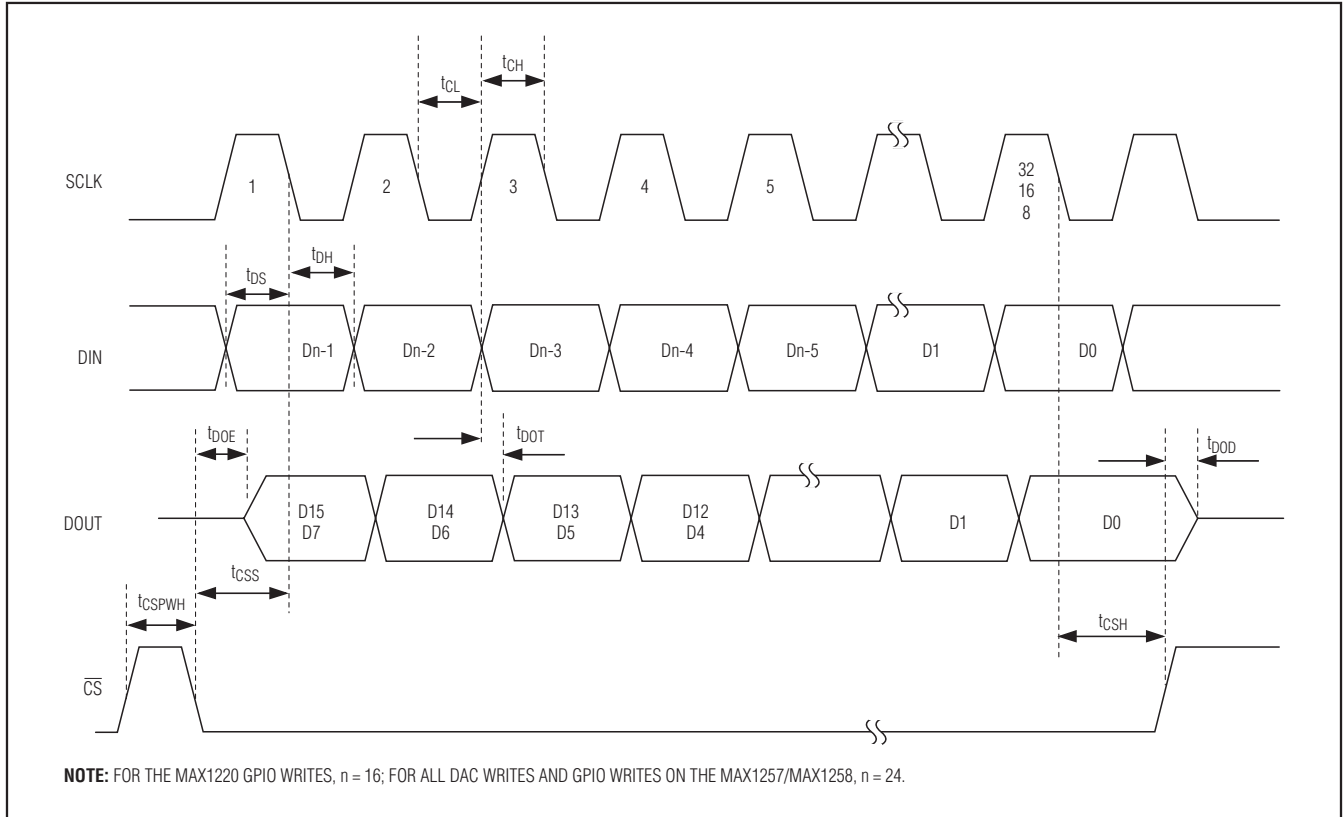 tCL
tCH
SCLK
1
2
3
4
5
32
16
8
tDS
tDH
DIN
Dn-1
Dn-2
Dn-3
Dn-4
Dn-5
D1
D0
tDOE
tDOT
tDOD
DOUT
D15
D7
D14
D6
D13
D5
D12
D4
D1
D0
tCSS
tCSPWH
tCSH
CS
NOTE: FOR THE MAX1220 GPIO WRITES, n = 16; FOR ALL DAC WRITES AND GPIO WRITES ON THE MAX1257/MAX1258, n = 24.